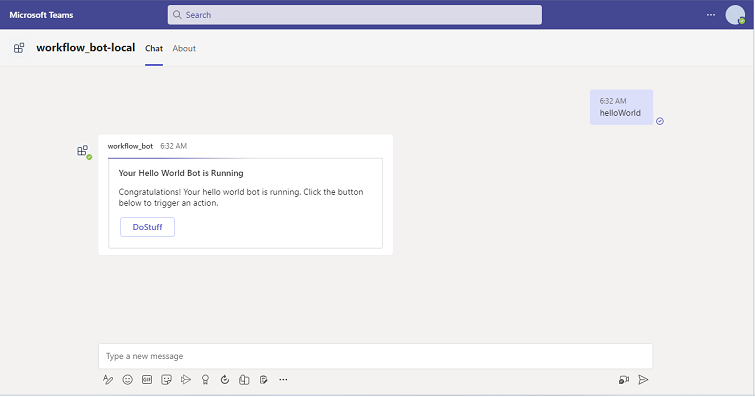 Microsoft Teams
Search
workflow_bot-local Chat About
6:32 AM
helloWorld
workflow_bot 6:32 AM
Your Hello World Bot is Running
Congratulations! Your hello world bot is running. Click the button
below to trigger an action.
DoStuff
Type a new message
GIF